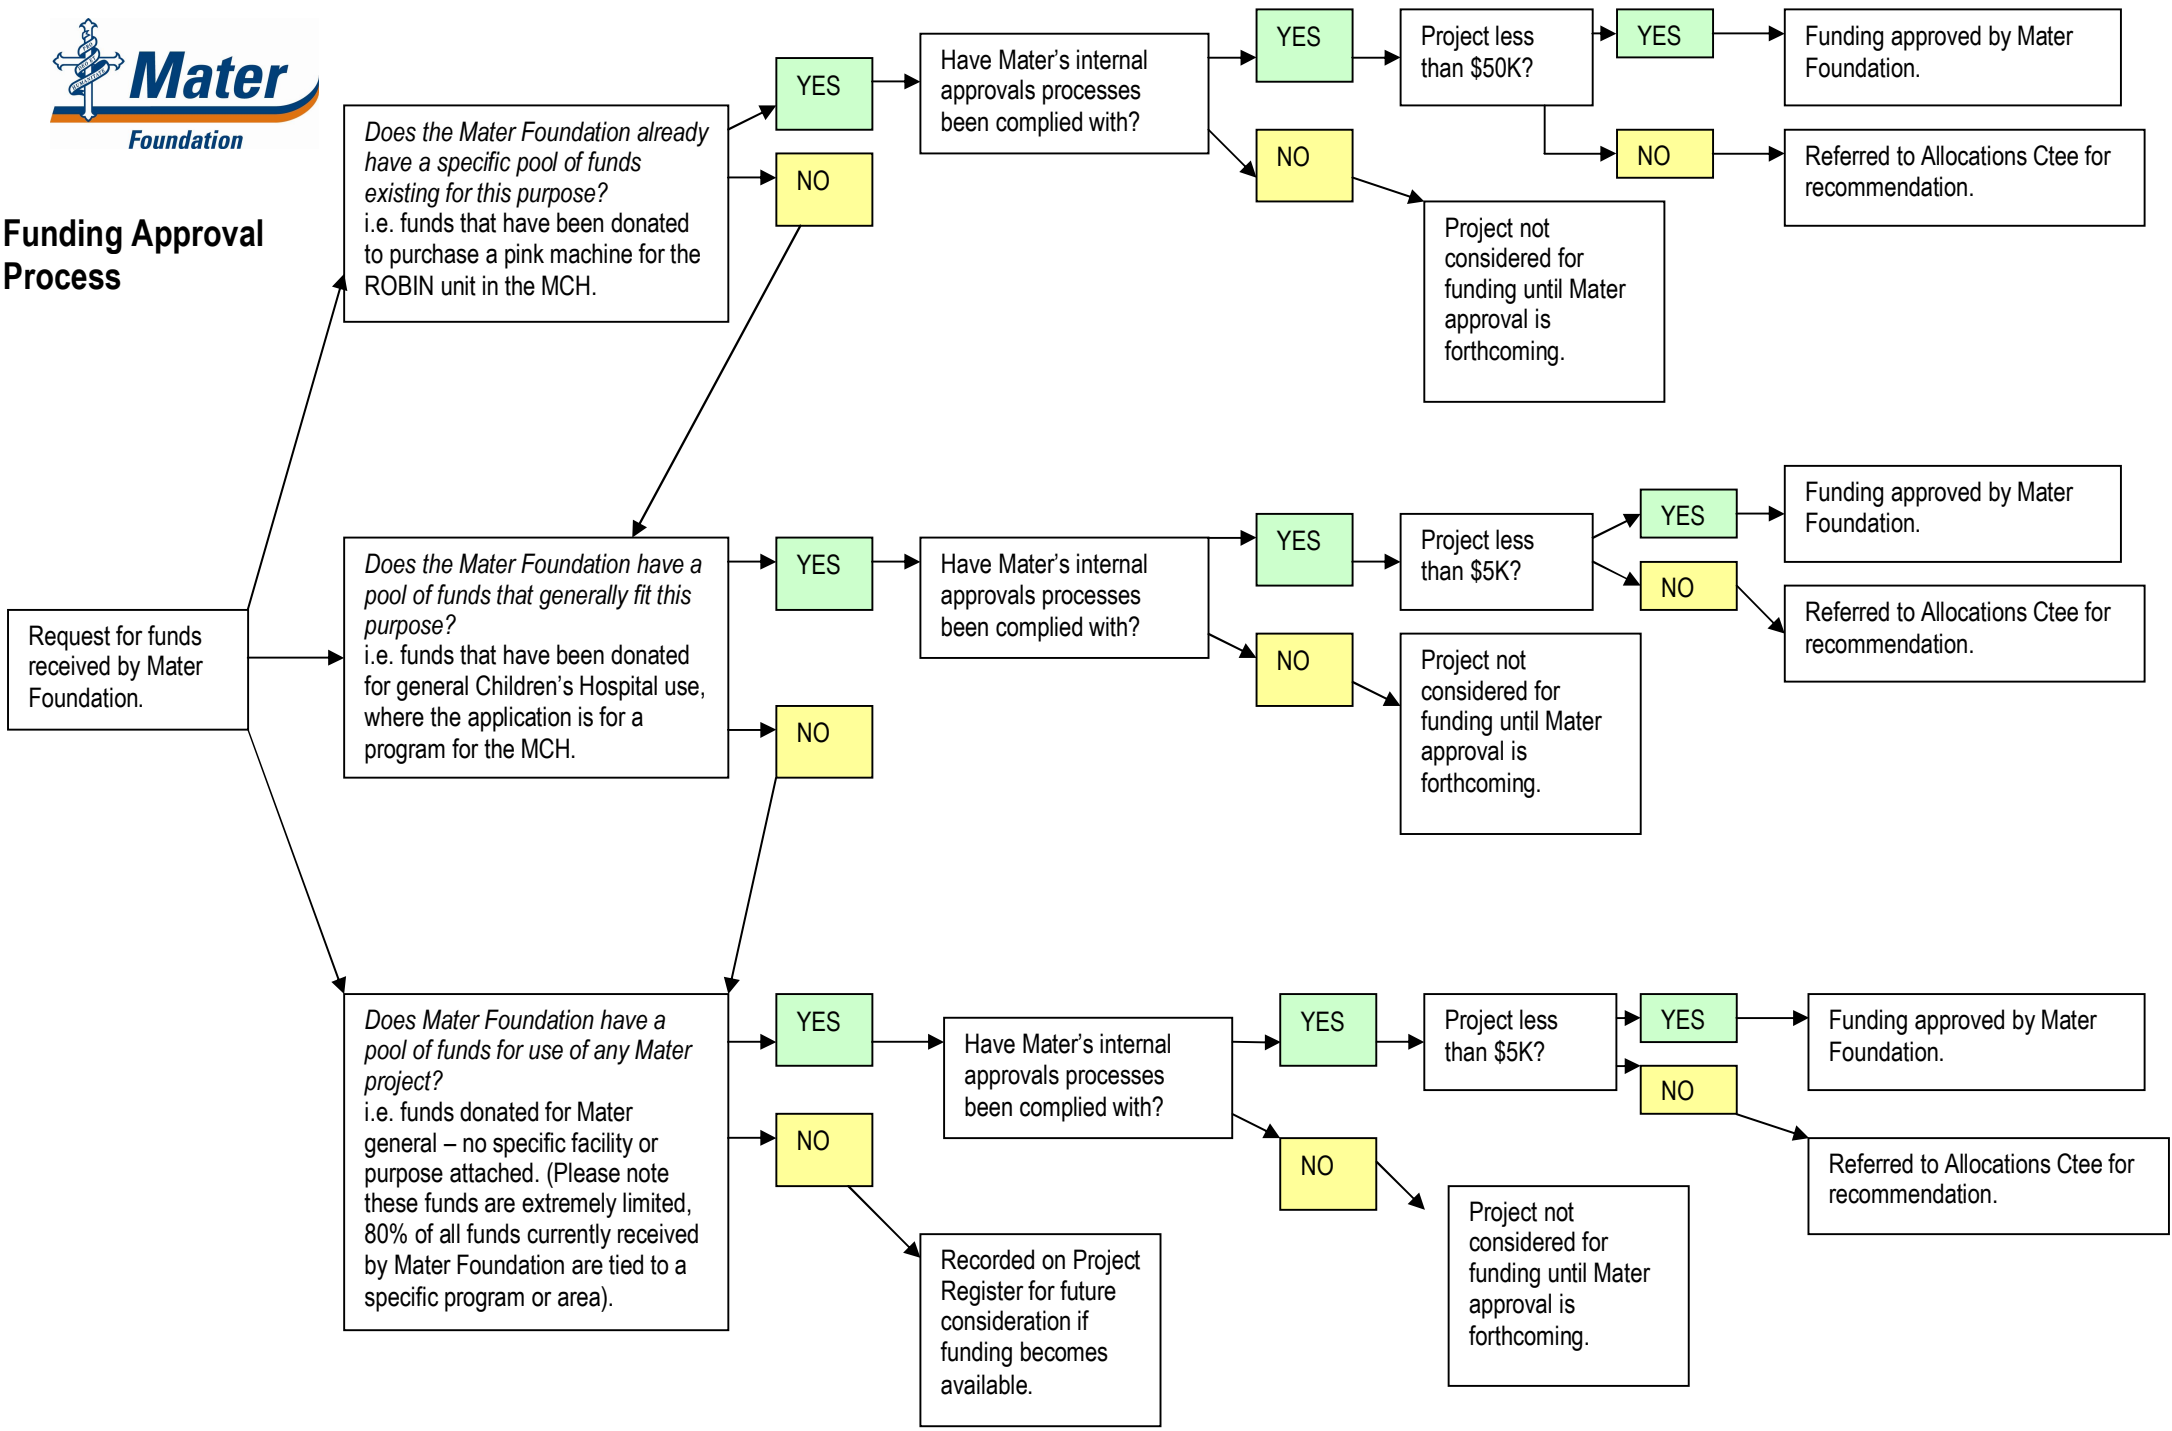 Mater
Foundation
Funding Approval
Process
Request for funds
received by Mater
Foundation.
Does the Mater Foundation already
have a specific pool of funds
existing for this purpose?
i.e. funds that have been donated
to purchase a pink machine for the
ROBIN unit in the MCH.
YES
NO
Have Mater’s internal
approvals processes
been complied with?
YES
NO
Project less
than $50K?
YES
NO
Funding approved by Mater
Foundation.
Referred to Allocations Ctee for
recommendation.
Project not
considered for
funding until Mater
approval is
forthcoming.
Does the Mater Foundation have a
pool of funds that generally fit this
purpose?
i.e. funds that have been donated
for general Children’s Hospital use,
where the application is for a
program for the MCH.
YES
NO
Have Mater’s internal
approvals processes
been complied with?
YES
NO
Project less
than $5K?
YES
NO
Funding approved by Mater
Foundation.
Referred to Allocations Ctee for
recommendation.
Project not
considered for
funding until Mater
approval is
forthcoming.
Does Mater Foundation have a
pool of funds for use of any Mater
project?
i.e. funds donated for Mater
general – no specific facility or
purpose attached. (Please note
these funds are extremely limited,
80% of all funds currently received
by Mater Foundation are tied to a
specific program or area).
YES
NO
Have Mater’s internal
approvals processes
been complied with?
YES
NO
Project less
than $5K?
YES
NO
Funding approved by Mater
Foundation.
Referred to Allocations Ctee for
recommendation.
Project not
considered for
funding until Mater
approval is
forthcoming.
Recorded on Project
Register for future
consideration if
funding becomes
available.